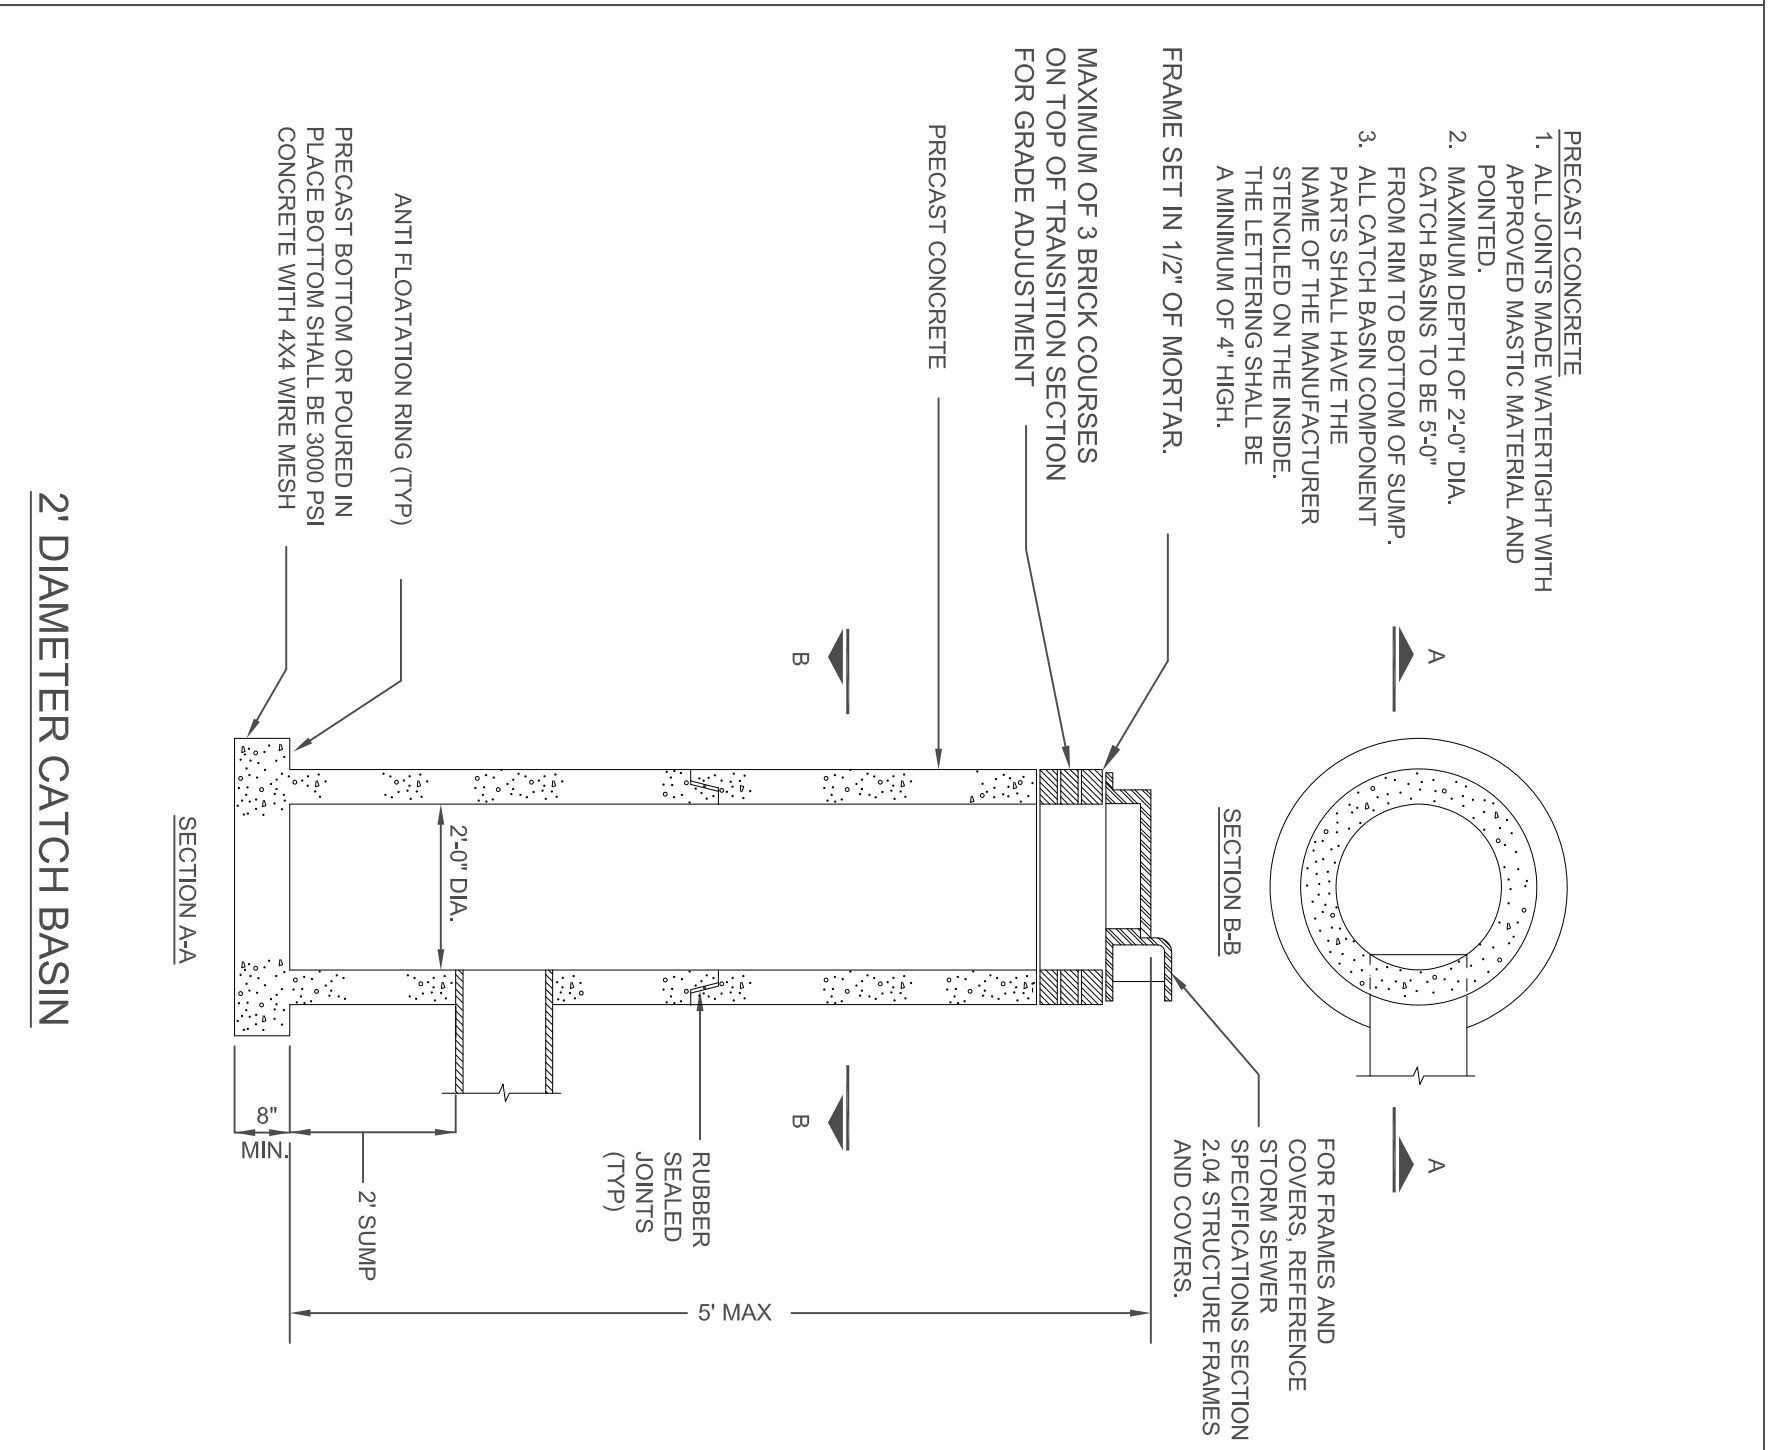 PRECAST CONCRETE
1. ALL JOINTS MADE WATERTIGHT WITH
APPROVED MASTIC MATERIAL AND
POINTED.
2. MAXIMUM DEPTH OF 2'-0" DIA.
CATCH BASINS TO BE 5'-0"
FROM RIM TO BOTTOM OF SUMP.
3. ALL CATCH BASIN COMPONENT
PARTS SHALL HAVE THE
NAME OF THE MANUFACTURER
STENCILED ON THE INSIDE.
THE LETTERING SHALL BE
A MINIMUM OF 4" HIGH.
A
A
SECTION B-B
FOR FRAMES AND
COVERS, REFERENCE
STORM SEWER
SPECIFICATIONS SECTION
2.04 STRUCTURE FRAMES
AND COVERS.
FRAME SET IN 1/2" OF MORTAR.
MAXIMUM OF 3 BRICK COURSES
ON TOP OF TRANSITION SECTION
FOR GRADE ADJUSTMENT
PRECAST CONCRETE
B
B
RUBBER
SEALED
JOINTS
(TYP)
5' MAX
2'-0" DIA.
2' SUMP
8"
MIN.
ANTI FLOATATION RING (TYP)
PRECAST BOTTOM OR POURED IN
PLACE BOTTOM SHALL BE 3000 PSI
CONCRETE WITH 4X4 WIRE MESH
SECTION A-A
2' DIAMETER CATCH BASIN